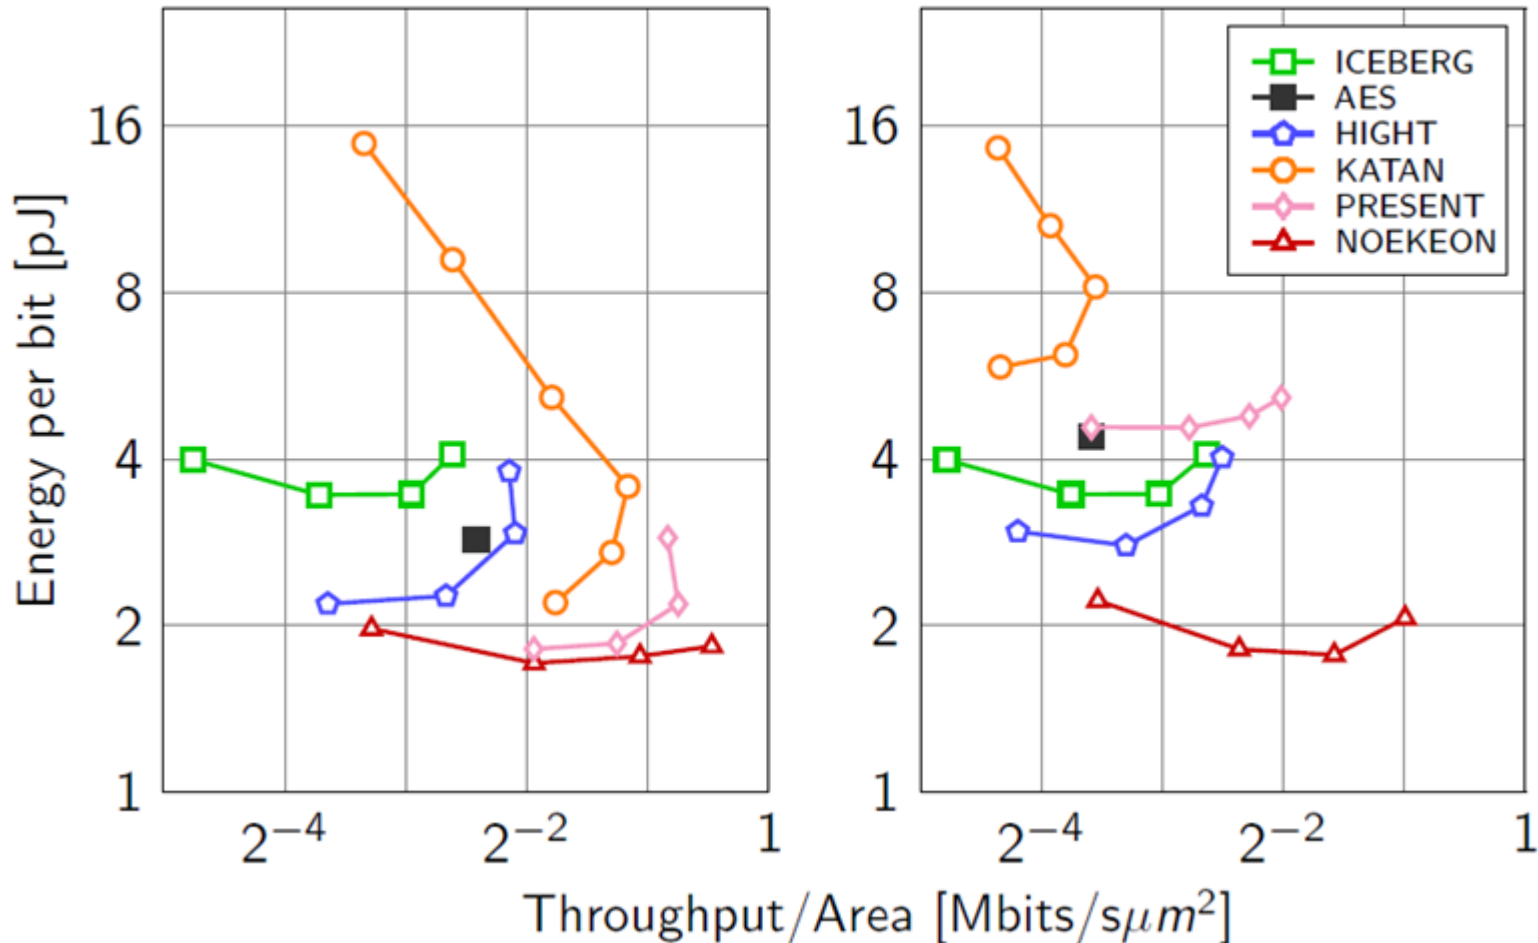 Energy per bit [pJ]
16
8
4
2
1
2⁻⁴
2⁻²
1
16
8
4
2
1
2⁻⁴
2⁻²
1
ICEBERG
AES
HIGHT
KATAN
PRESENT
NOEKEON
Throughput/Area [Mbits/sμm²]